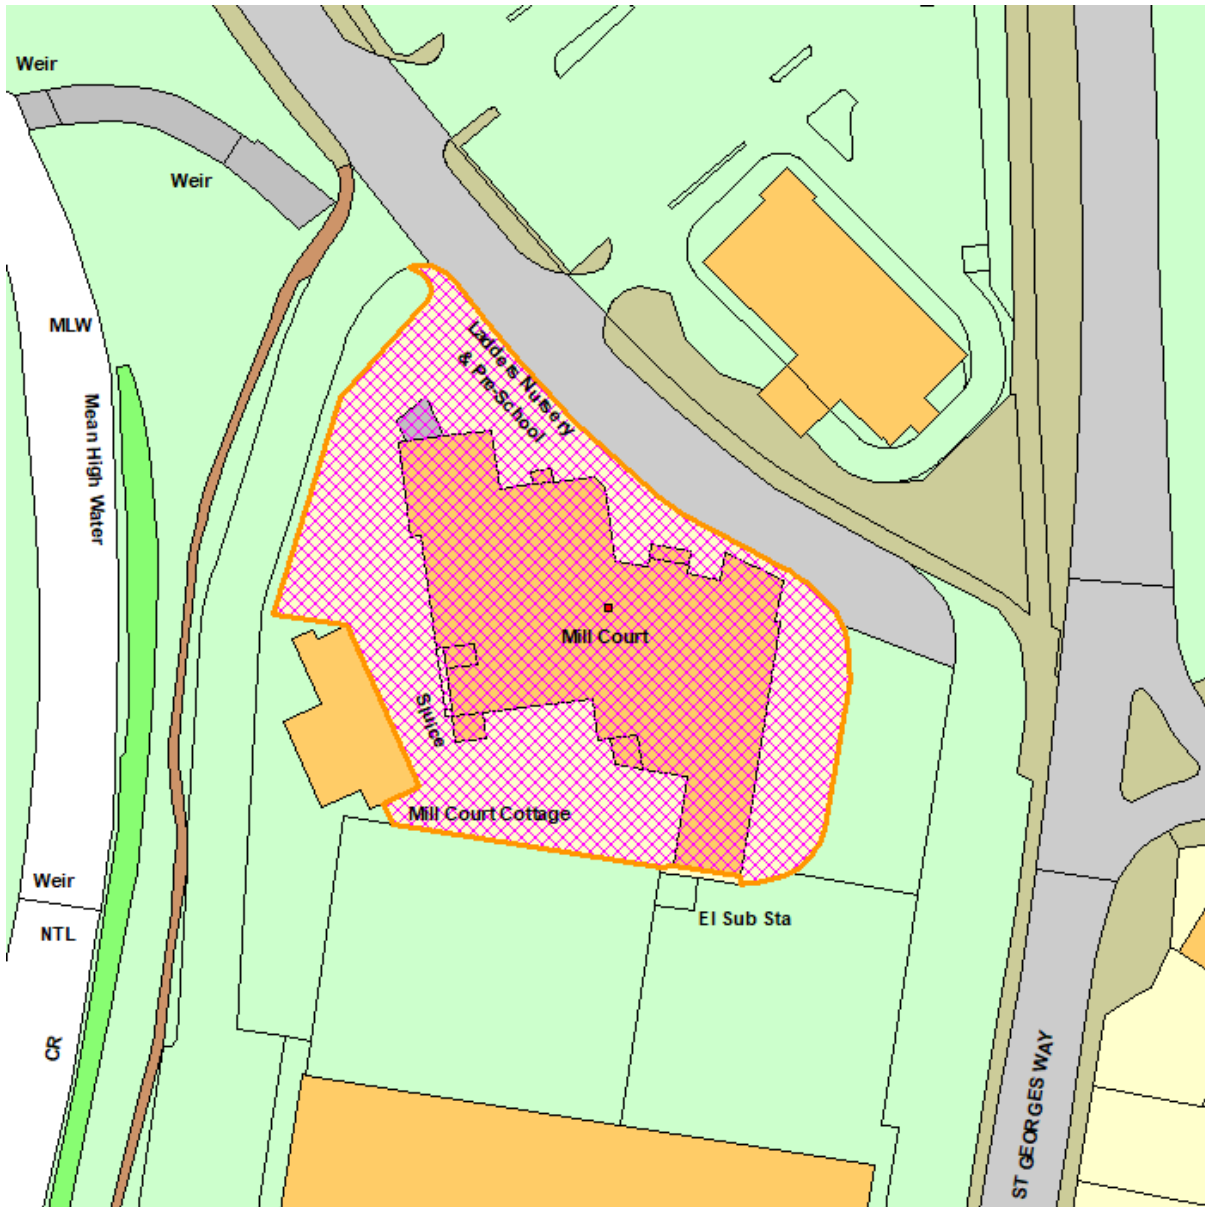 Weir
Weir
MLW
Ladders Nursery
& Pre-School
Mean High Water
Mill Court
Sluice
Mill Court Cottage
Weir
El Sub Sta
NTL
CR
ST GEORGES WAY